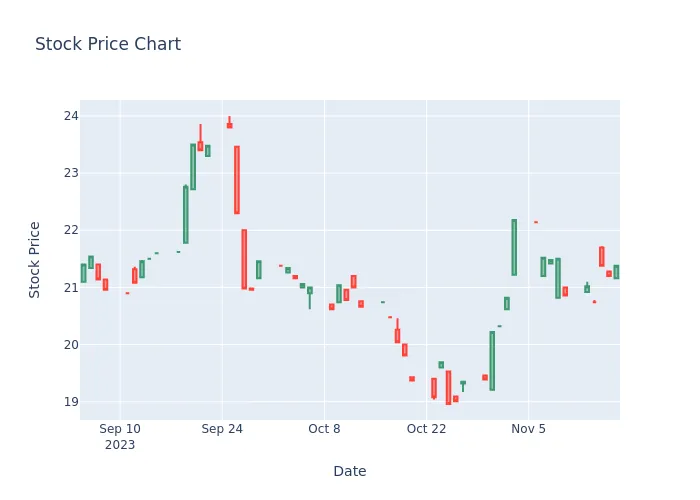 Stock Price Chart
24
23
22
21
20
19
Stock Price
Sep 10
2023
Sep 24
Oct 8
Oct 22
Nov 5
Date